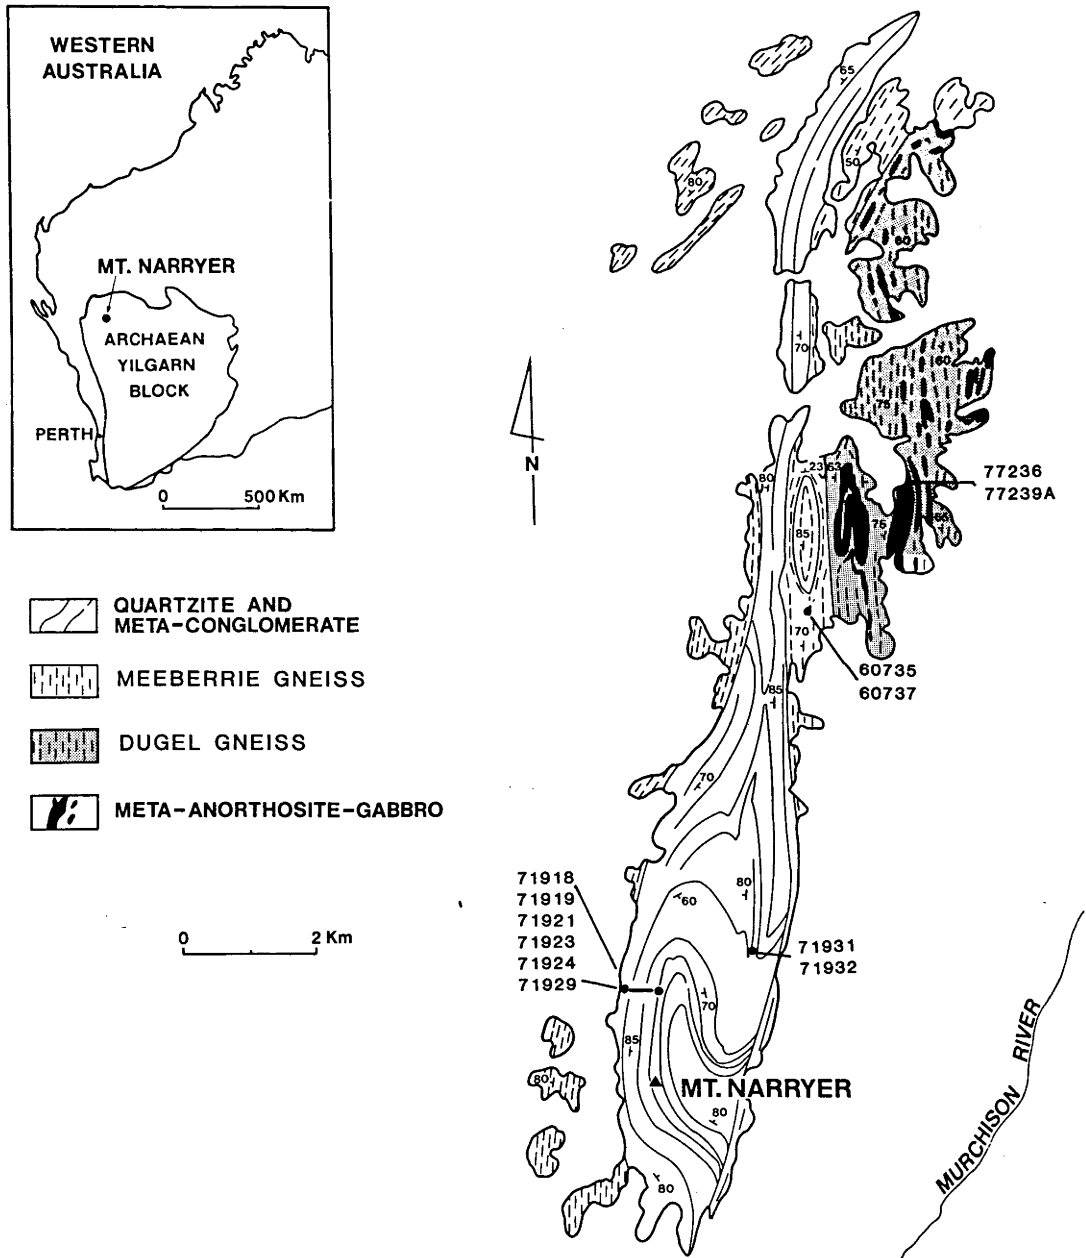 WESTERN
AUSTRALIA
MT. NARRYER
ARCHAEAN
YILGARN
BLOCK
PERTH
0 500 Km
N
QUARTZITE AND
META-CONGLOMERATE
MEEBERRIE GNEISS
DUGEL GNEISS
META-ANORTHOSITE-GABBRO
0 2 Km
65
50
80
60
70
60
75
77236
77239A
80
23
63
85
75
65
70
60735
60737
85
70
80
60
71918
71919
71921
71923
71924
71929
71931
71932
70
85
80
MT. NARRYER
80
80
MURCHISON RIVER